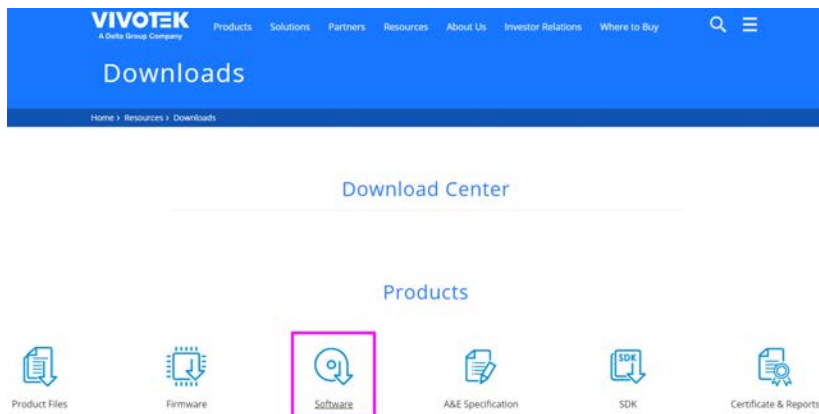 VIVOTEK
A Delta Group Company
Products Solutions Partners Resources About Us Investor Relations Where to Buy
Downloads
Home > Resources > Downloads
Download Center
Products
SDK
Product Files Firmware Software A&E Specification SDK Certificate & Reports